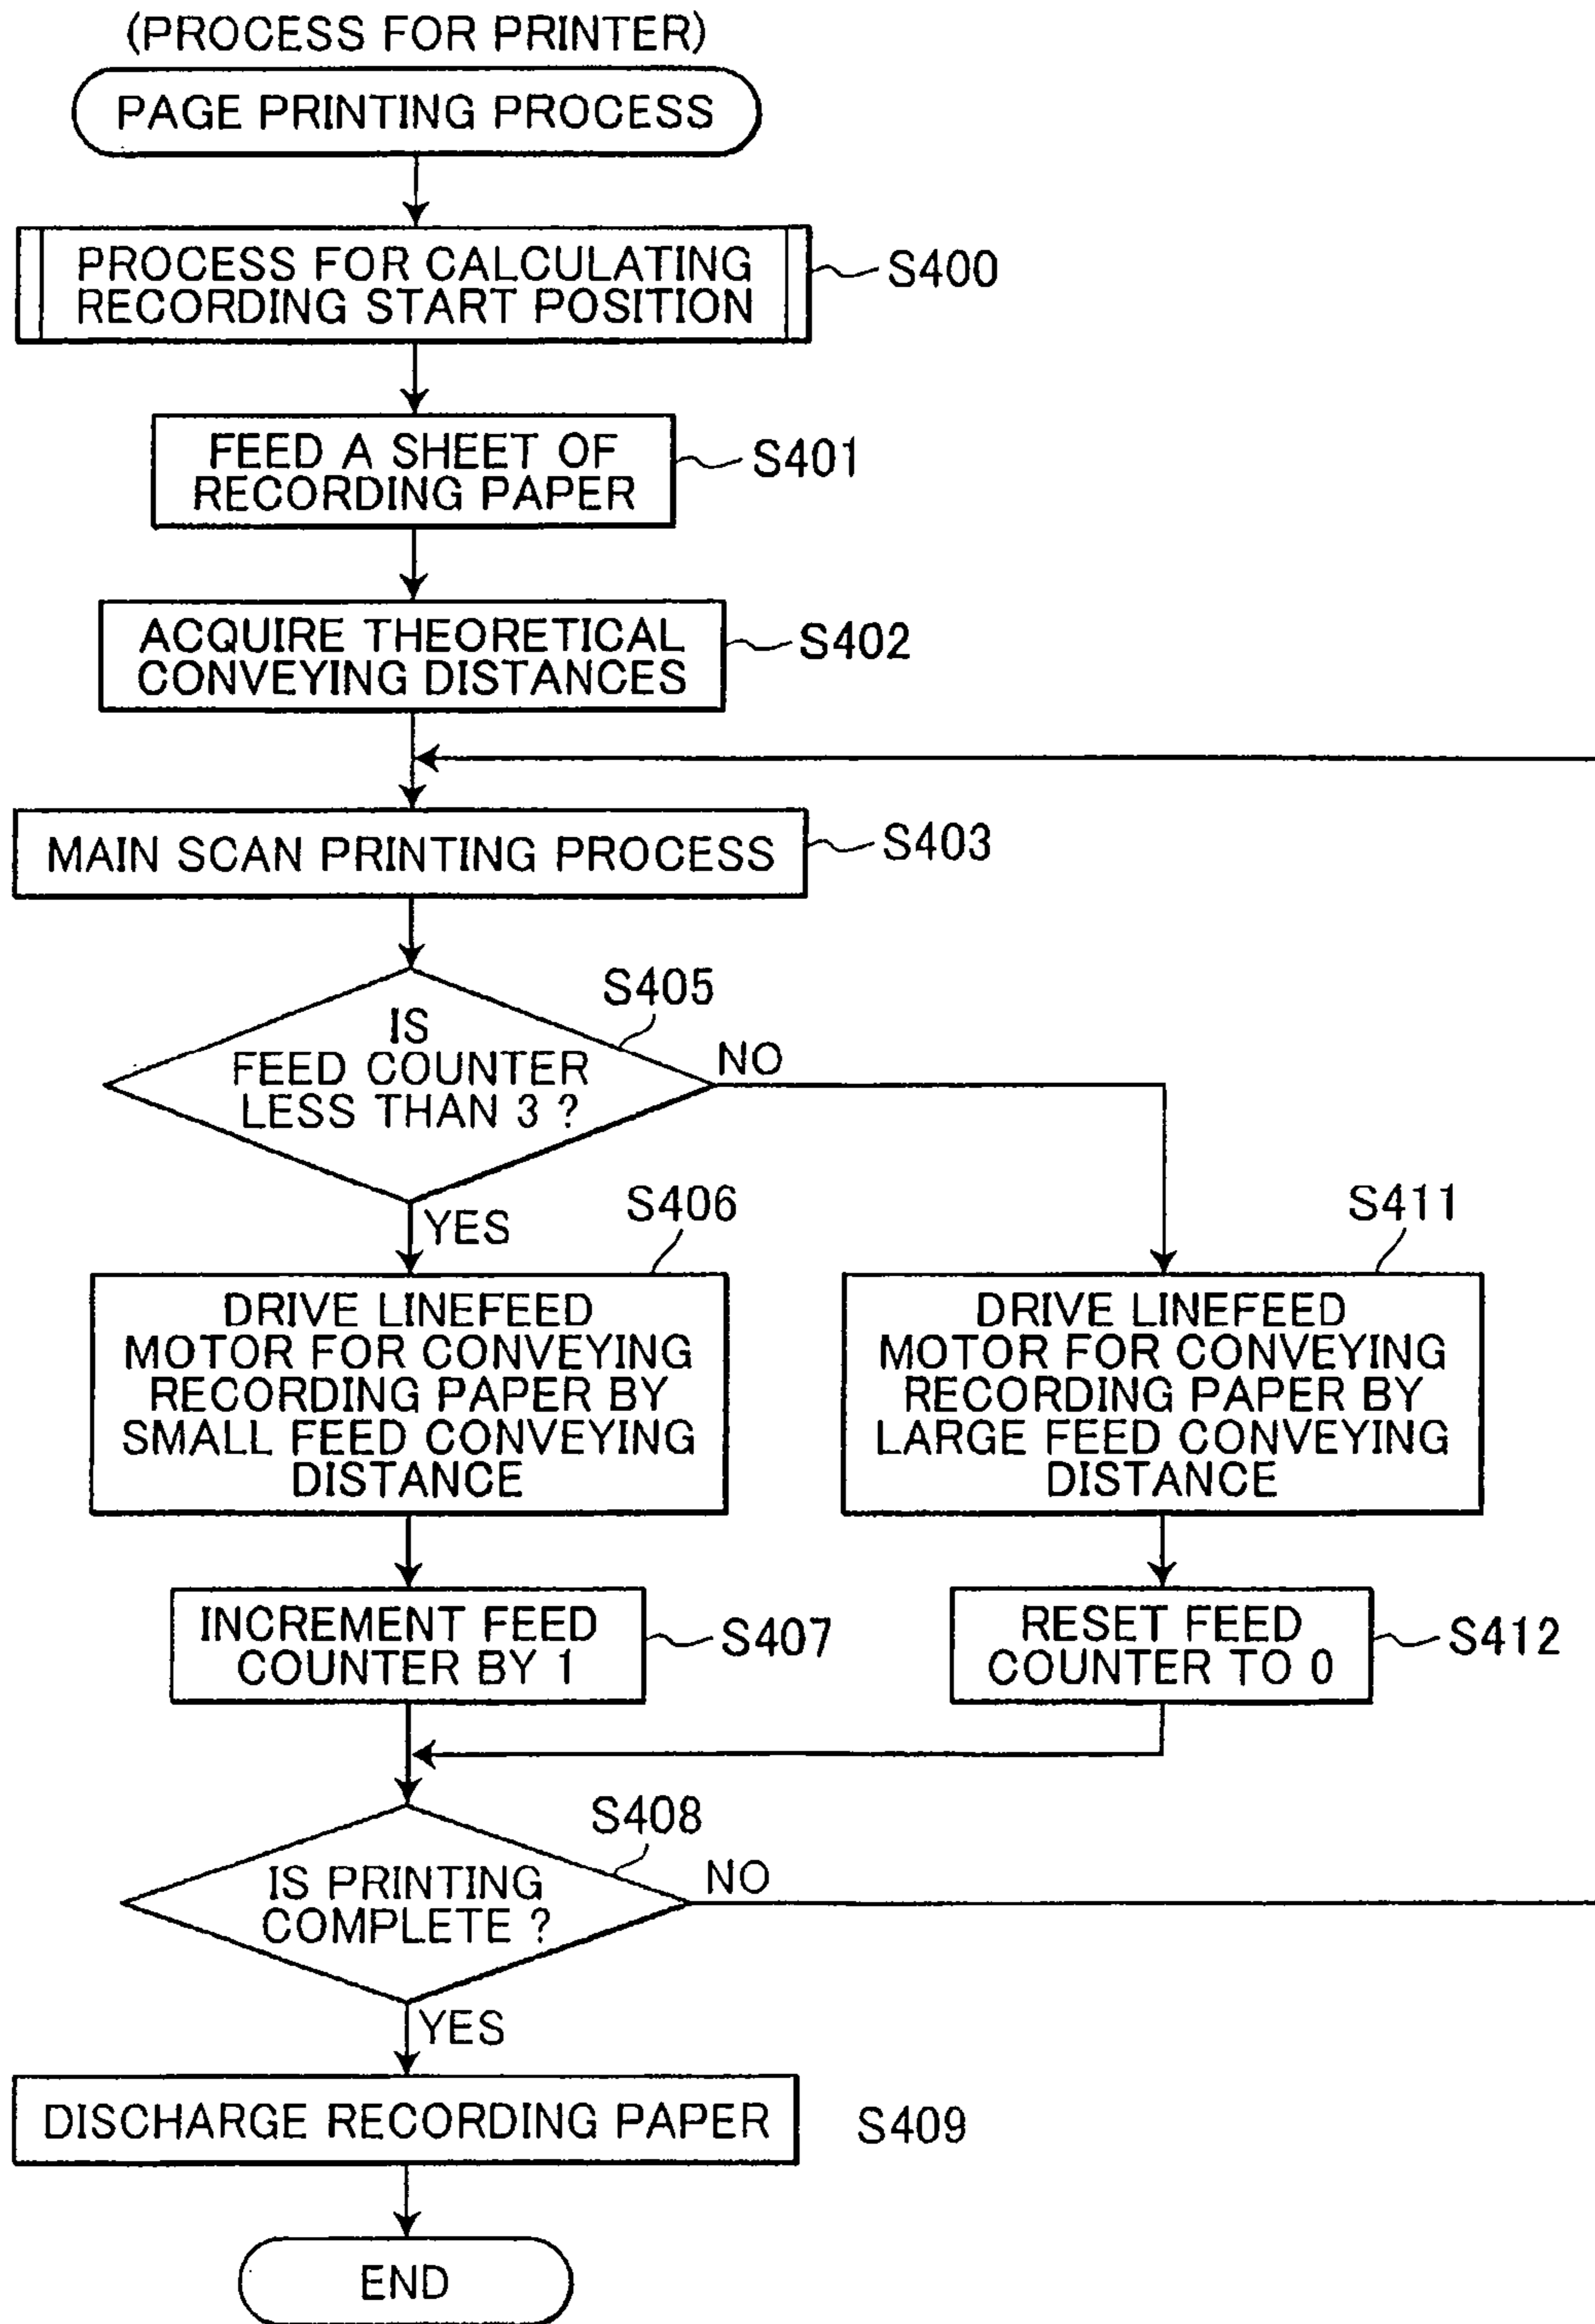 (PROCESS FOR PRINTER)
PAGE PRINTING PROCESS
PROCESS FOR CALCULATING
RECORDING START POSITION
S400
FEED A SHEET OF
RECORDING PAPER
S401
ACQUIRE THEORETICAL
CONVEYING DISTANCES
S402
MAIN SCAN PRINTING PROCESS
S403
S405
IS
FEED COUNTER
LESS THAN 3 ?
NO
YES
S406
DRIVE LINEFEED
MOTOR FOR CONVEYING
RECORDING PAPER BY
SMALL FEED CONVEYING
DISTANCE
S411
DRIVE LINEFEED
MOTOR FOR CONVEYING
RECORDING PAPER BY
LARGE FEED CONVEYING
DISTANCE
INCREMENT FEED
COUNTER BY 1
S407
RESET FEED
COUNTER TO 0
S412
S408
IS PRINTING
COMPLETE ?
NO
YES
DISCHARGE RECORDING PAPER
S409
END